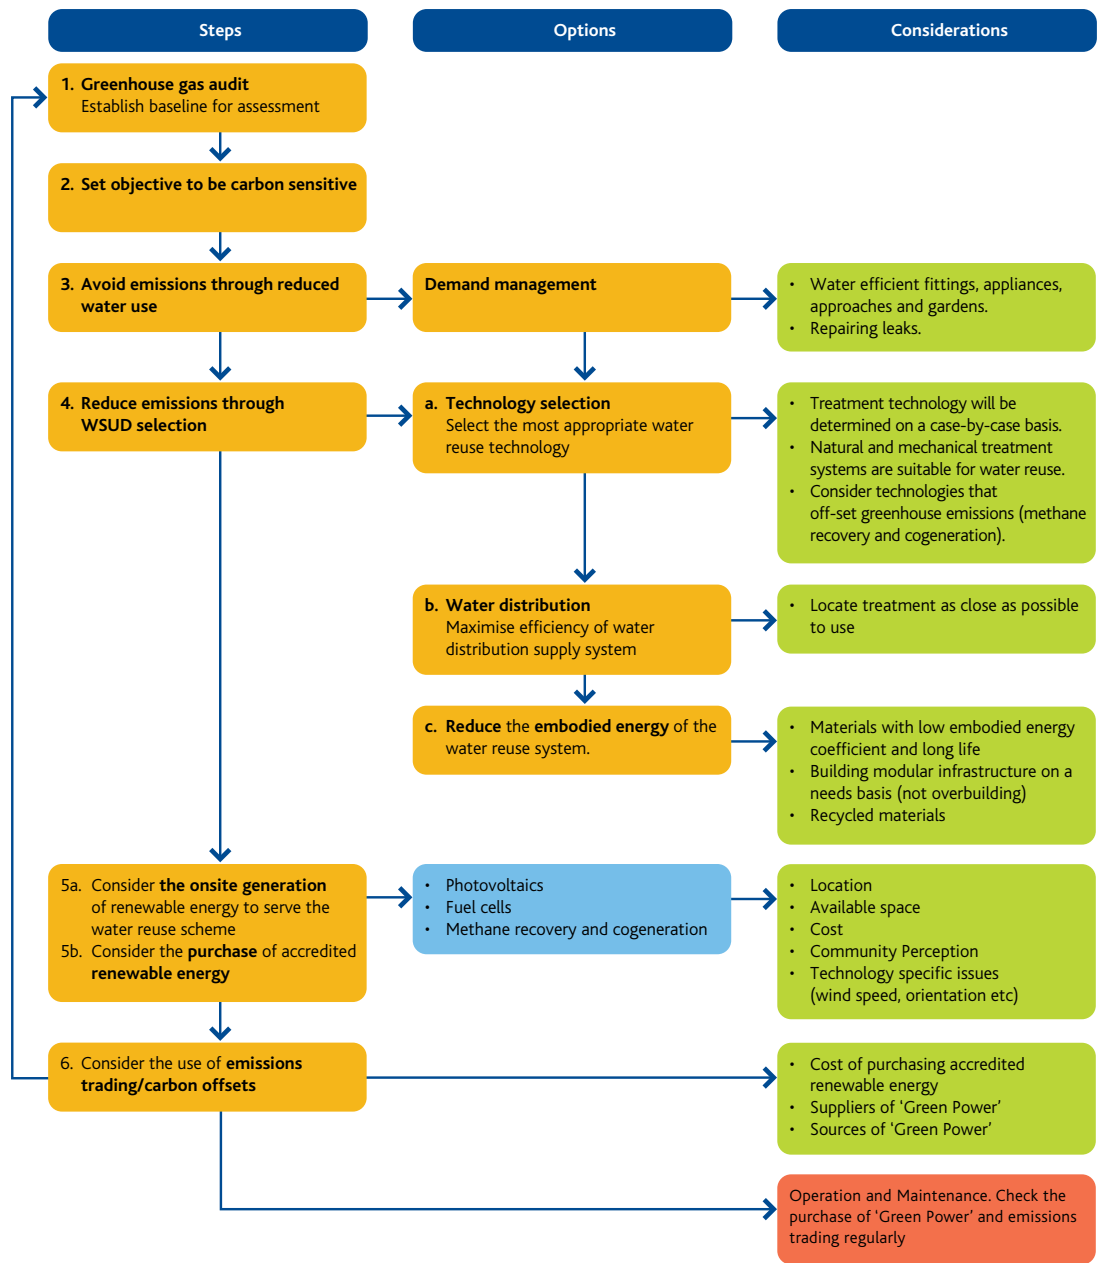 Steps
Options
Considerations
1. Greenhouse gas audit
Establish baseline for assessment
2. Set objective to be carbon sensitive
3. Avoid emissions through reduced
water use
Demand management
• Water efficient fittings, appliances,
approaches and gardens.
• Repairing leaks.
4. Reduce emissions through
WSUD selection
a. Technology selection
Select the most appropriate water
reuse technology
• Treatment technology will be
determined on a case-by-case basis.
• Natural and mechanical treatment
systems are suitable for water reuse.
• Consider technologies that
off-set greenhouse emissions (methane
recovery and cogeneration).
b. Water distribution
Maximise efficiency of water
distribution supply system
• Locate treatment as close as possible
to use
c. Reduce the embodied energy of the
water reuse system.
• Materials with low embodied energy
coefficient and long life
• Building modular infrastructure on a
needs basis (not overbuilding)
• Recycled materials
5a. Consider the onsite generation
of renewable energy to serve the
water reuse scheme
5b. Consider the purchase of accredited
renewable energy
• Photovoltaics
• Fuel cells
• Methane recovery and cogeneration
• Location
• Available space
• Cost
• Community Perception
• Technology specific issues
(wind speed, orientation etc)
6. Consider the use of emissions
trading/carbon offsets
• Cost of purchasing accredited
renewable energy
• Suppliers of ‘Green Power’
• Sources of ‘Green Power’
Operation and Maintenance. Check the
purchase of ‘Green Power’ and emissions
trading regularly